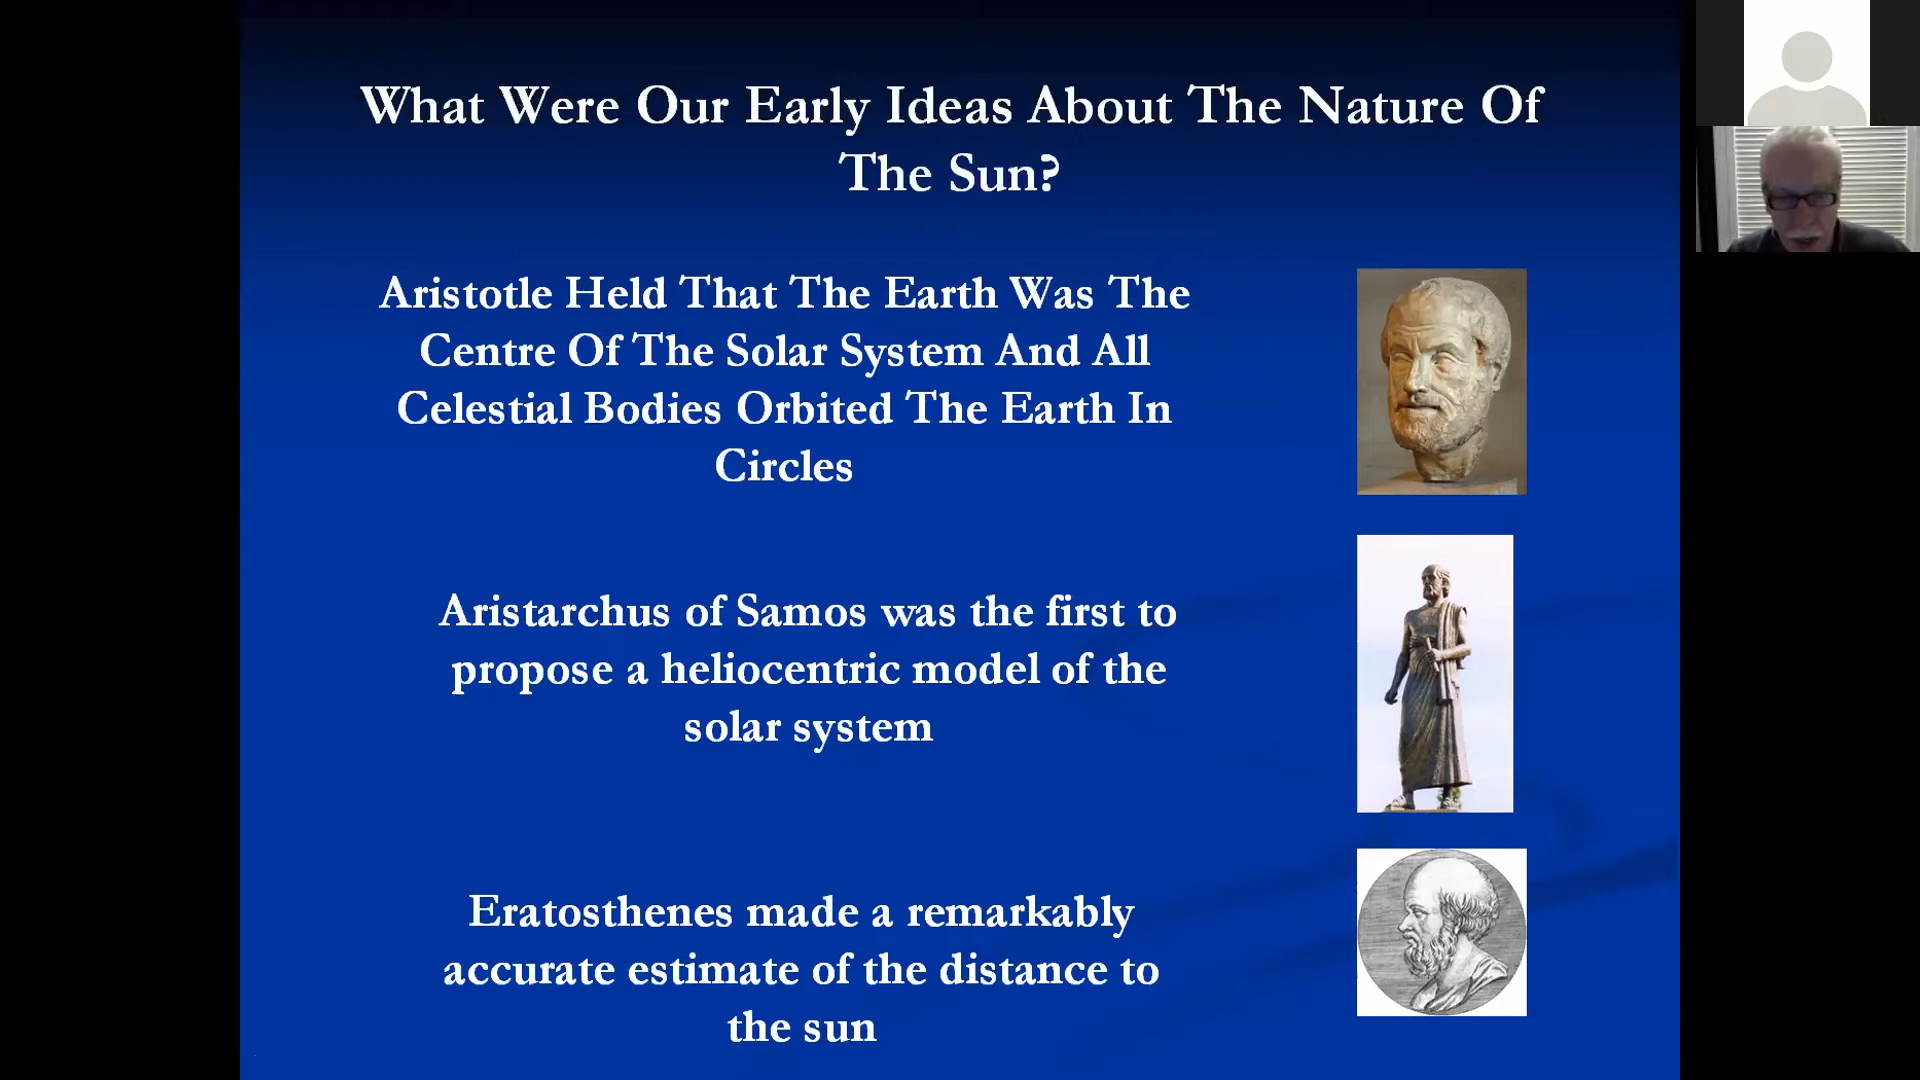 What Were Our Early Ideas About The Nature Of
The Sun?
Aristotle Held That The Earth Was The
Centre Of The Solar System And All
Celestial Bodies Orbited The Earth In
Circles
Aristarchus of Samos was the first to
propose a heliocentric model of the
solar system
Eratosthenes made a remarkably
accurate estimate of the distance to
the sun